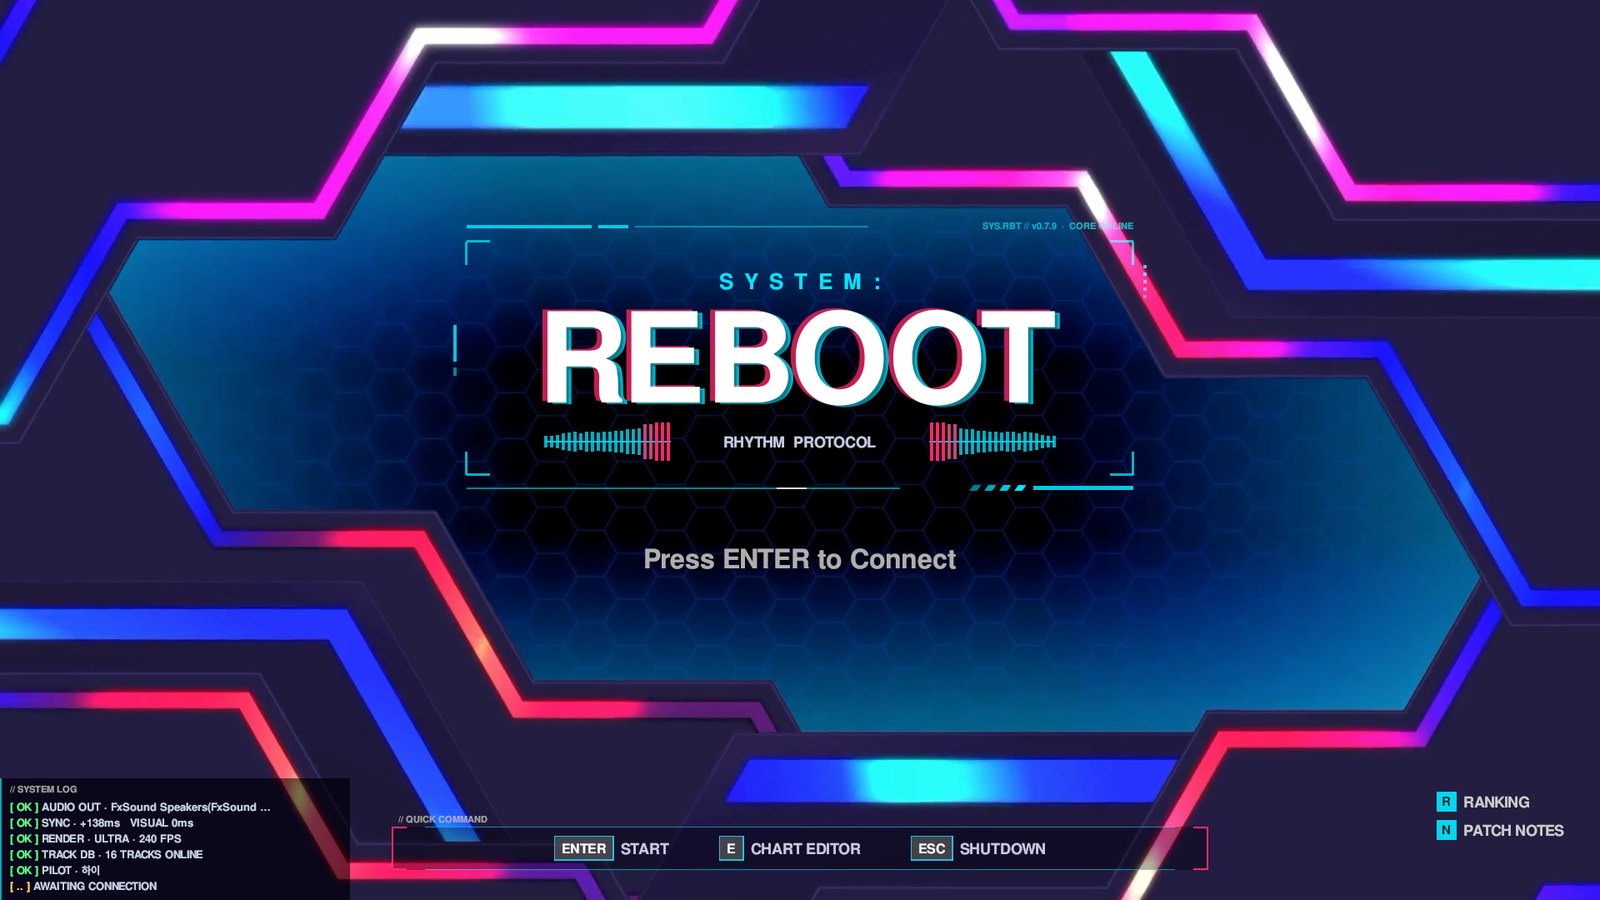 SYS.RBT // v0.7.9 · CORE ONLINE
SYSTEM:
REBOOT
RHYTHM PROTOCOL
Press ENTER to Connect
// SYSTEM LOG
[ OK ] AUDIO OUT · FxSound Speakers(FxSound ...
[ OK ] SYNC · +138ms VISUAL 0ms
[ OK ] RENDER · ULTRA · 240 FPS
[ OK ] TRACK DB · 16 TRACKS ONLINE
[ OK ] PILOT · 하이
[ .. ] AWAITING CONNECTION
// QUICK COMMAND
ENTER START E CHART EDITOR ESC SHUTDOWN
R RANKING
N PATCH NOTES